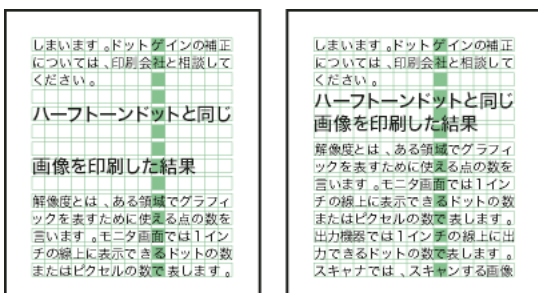 しまいます。ドットゲインの補正
については、印刷会社と相談して
ください。
ハーフトーンドットと同じ
画像を印刷した結果
解像度とは、ある領域でグラフィ
ックを表すために使える点の数を
言います。モニタ画面では1イン
チの線上に表示できるドットの数
またはピクセルの数で表します。
しまいます。ドットゲインの補正
については、印刷会社と相談して
ください。
ハーフトーンドットと同じ
画像を印刷した結果
解像度とは、ある領域でグラフィ
ックを表すために使える点の数を
言います。モニタ画面では1イン
チの線上に表示できるドットの数
またはピクセルの数で表します。
出力機器では1インチの線上に出
力できるドットの数で表します。
スキャナでは、スキャンする画像